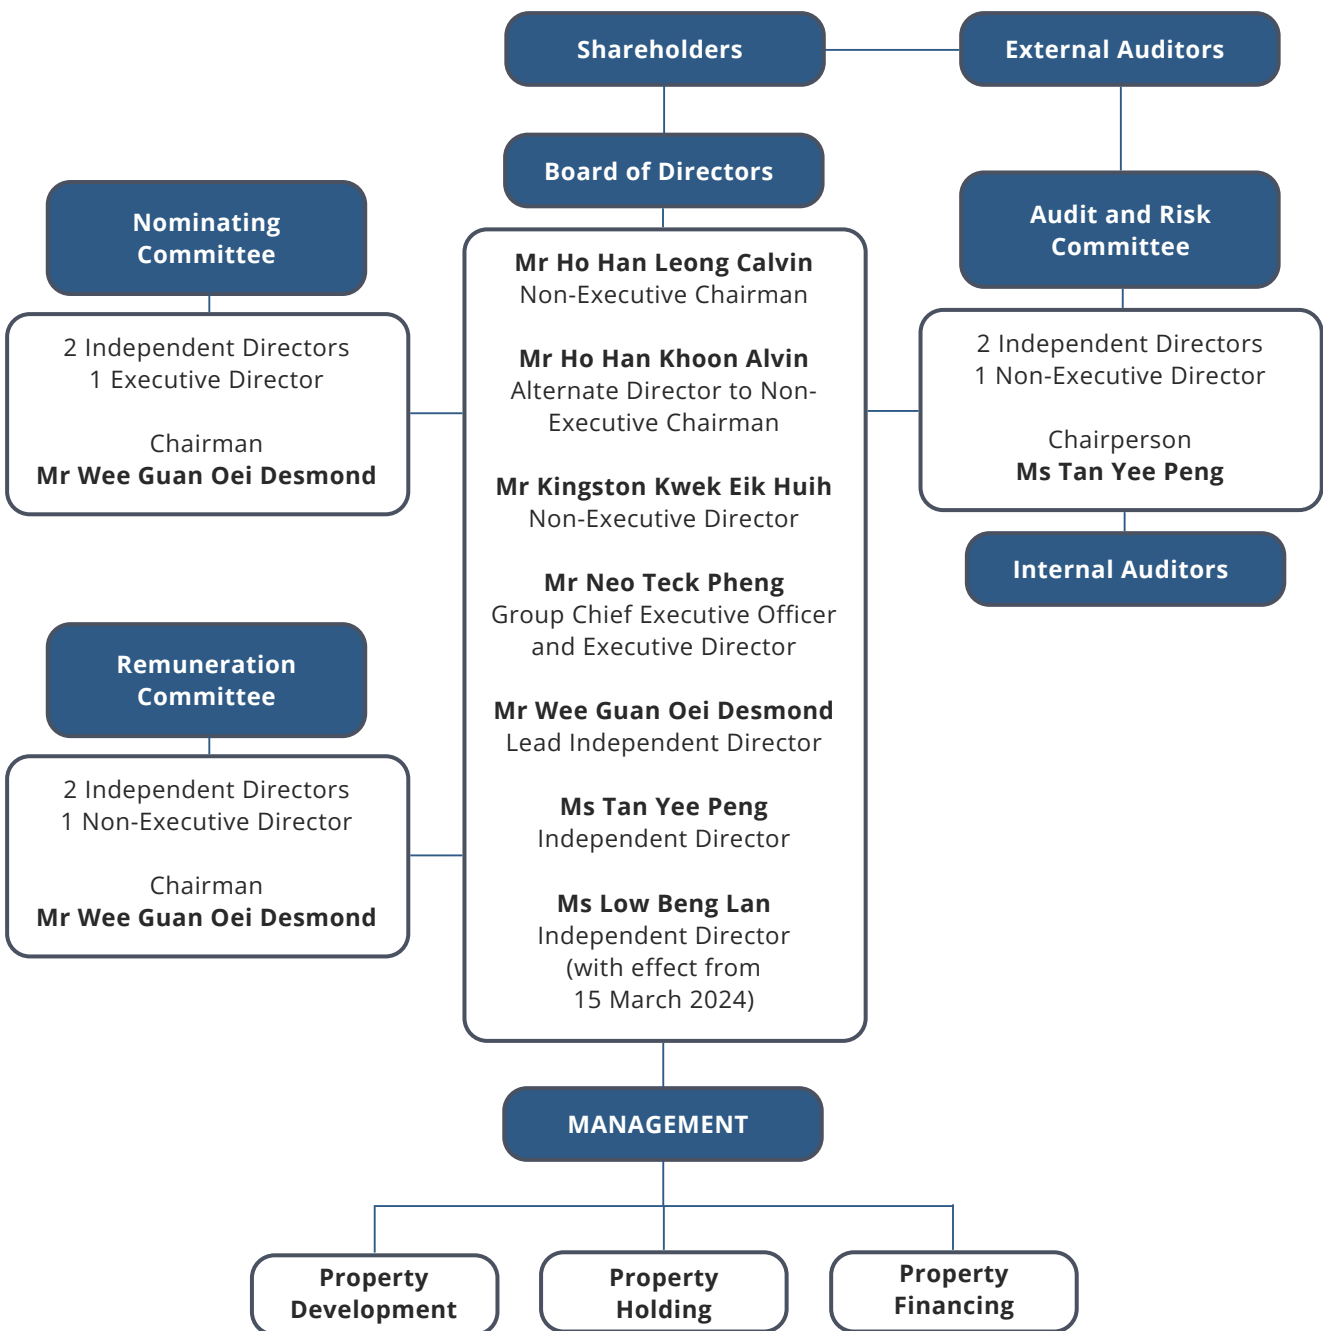 Shareholders
External Auditors
Board of Directors
Nominating
Committee
2 Independent Directors
1 Executive Director
Chairman
Mr Wee Guan Oei Desmond
Remuneration
Committee
2 Independent Directors
1 Non-Executive Director
Chairman
Mr Wee Guan Oei Desmond
Mr Ho Han Leong Calvin
Non-Executive Chairman
Mr Ho Han Khoon Alvin
Alternate Director to Non-
Executive Chairman
Mr Kingston Kwek Eik Huih
Non-Executive Director
Mr Neo Teck Pheng
Group Chief Executive Officer
and Executive Director
Mr Wee Guan Oei Desmond
Lead Independent Director
Ms Tan Yee Peng
Independent Director
Ms Low Beng Lan
Independent Director
(with effect from
15 March 2024)
Audit and Risk
Committee
2 Independent Directors
1 Non-Executive Director
Chairperson
Ms Tan Yee Peng
Internal Auditors
MANAGEMENT
Property
Development
Property
Holding
Property
Financing